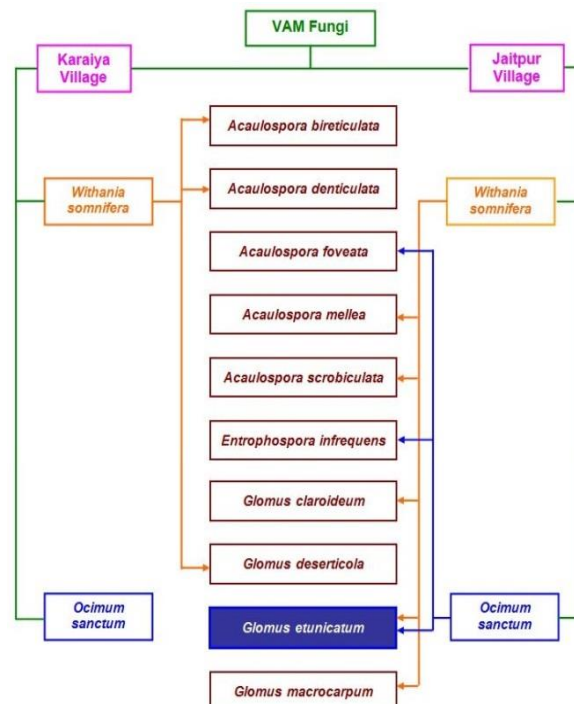 VAM Fungi
Karaiya
Village
Jaitpur
Village
Acaulospora bireticulata
Withania
somnifera
Acaulospora denticulata
Withania
somnifera
Acaulospora foveata
Acaulospora mellea
Acaulospora scrobiculata
Entrophospora infrequens
Glomus claroideum
Glomus deserticola
Ocimum
sanctum
Glomus etunicatum
Ocimum
sanctum
Glomus macrocarpum